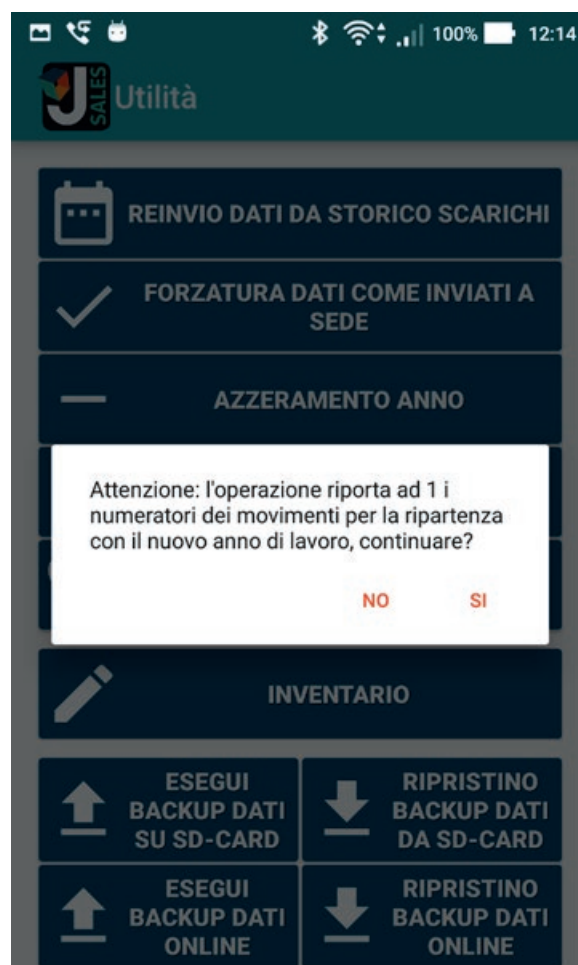 100% 12:14
J SALES Utilità
REINVIO DATI DA STORICO SCARICHI
FORZATURA DATI COME INVIATI A
SEDE
AZZERAMENTO ANNO
Attenzione: l'operazione riporta ad 1 i
numeratori dei movimenti per la ripartenza
con il nuovo anno di lavoro, continuare?
NO SI
INVENTARIO
ESEGUI
BACKUP DATI
SU SD-CARD
RIPRISTINO
BACKUP DATI
DA SD-CARD
ESEGUI
BACKUP DATI
ONLINE
RIPRISTINO
BACKUP DATI
ONLINE